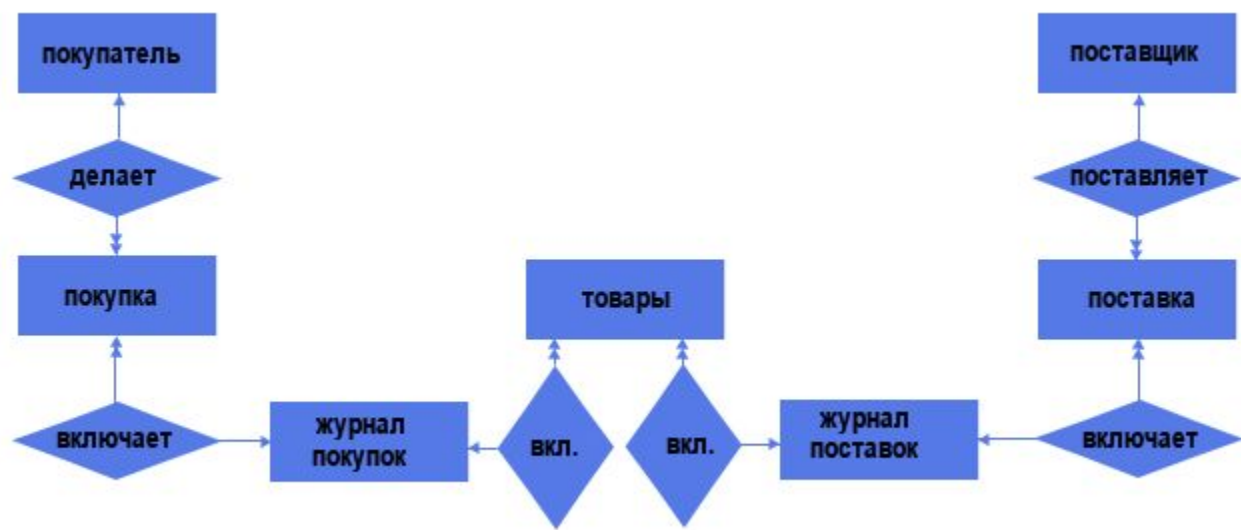 покупатель
поставщик
делает
поставляет
покупка
товары
поставка
включает
журнал
покупок
вкл.
вкл.
журнал
поставок
включает